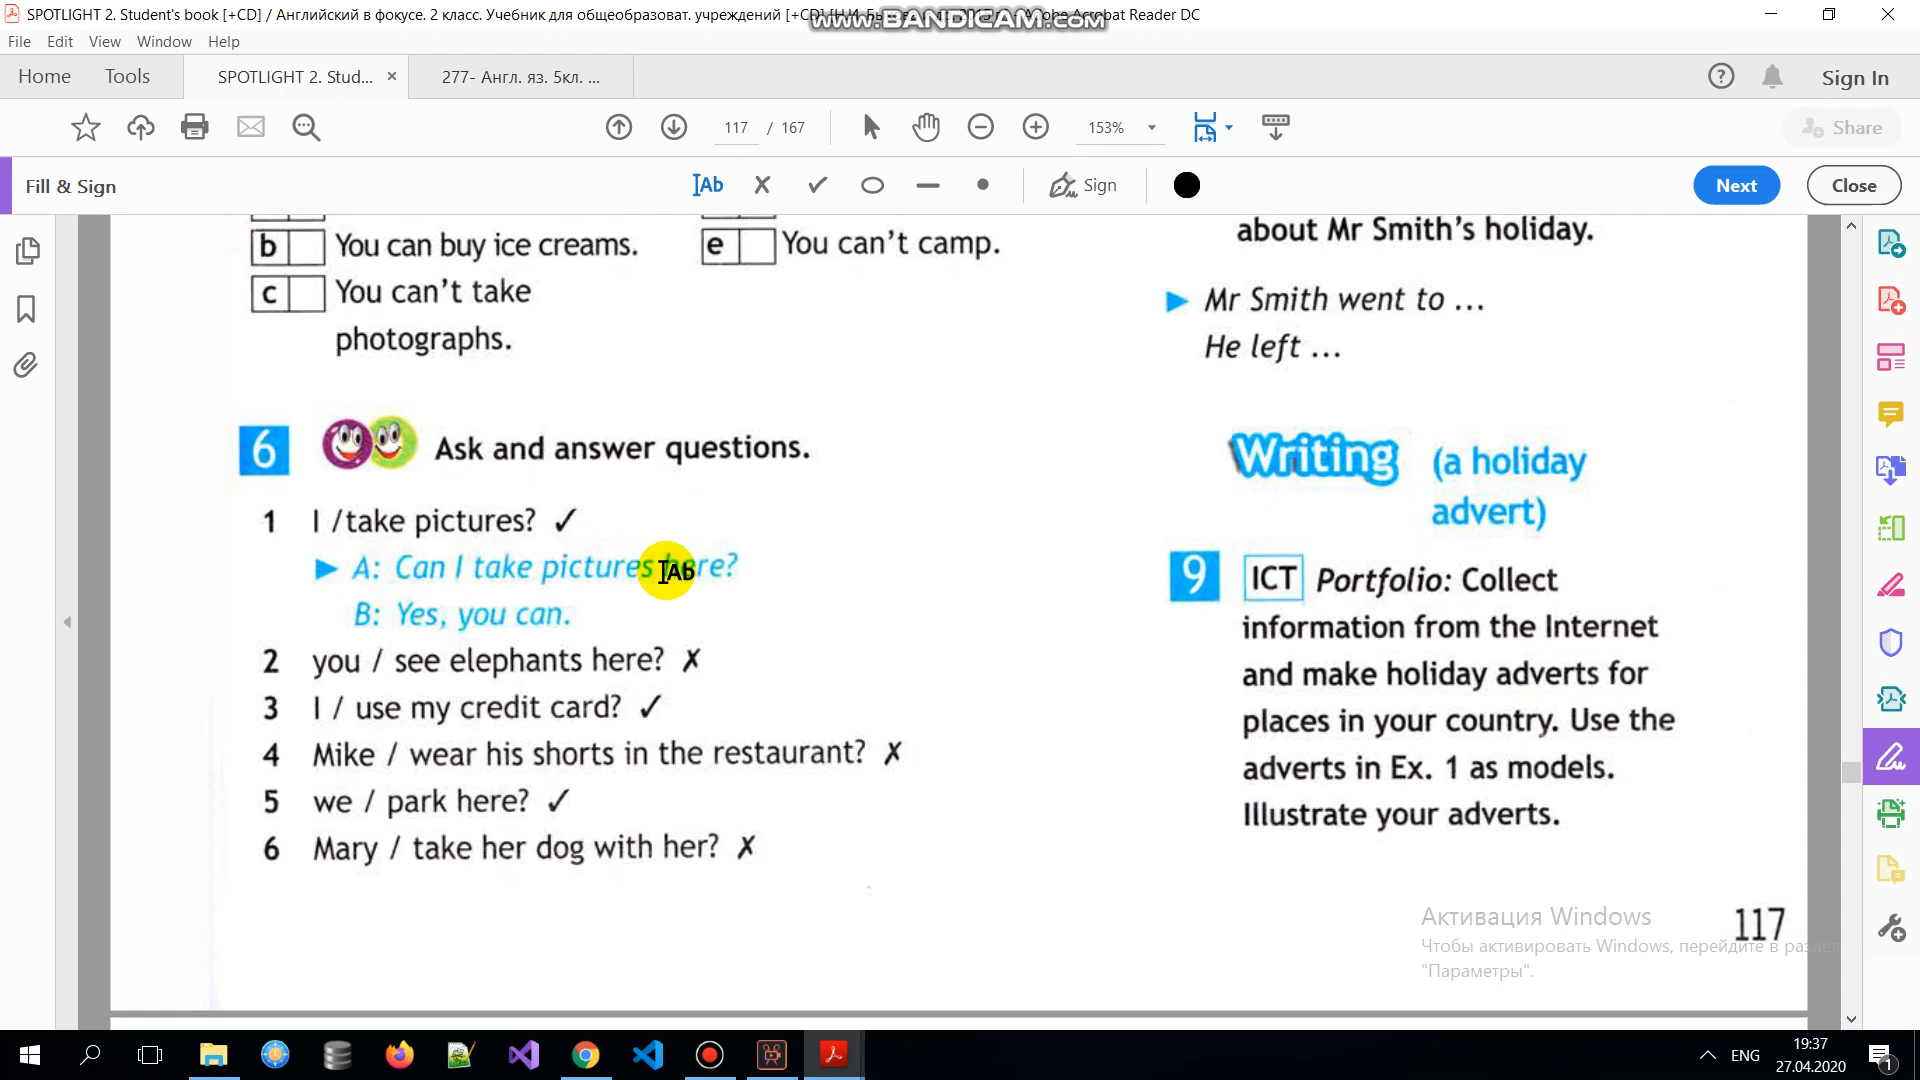 SPOTLIGHT 2. Student's book [+CD] / Английский в фокусе. 2 класс. Учебник для общеобразоват. учреждений [+CD]
Adobe Acrobat Reader DC
www.BANDICAM.com
File Edit View Window Help
Home Tools SPOTLIGHT 2. Stud... × 277- Англ. яз. 5кл. ... Sign In
117 / 167 153% Share
Fill & Sign Ab Sign Next Close
b You can buy ice creams.
e You can't camp.
c You can't take
photographs.
6 Ask and answer questions.
1 I /take pictures? ✓
► A: Can I take pictures here?
Ab
B: Yes, you can.
2 you / see elephants here? ✗
3 I / use my credit card? ✓
4 Mike / wear his shorts in the restaurant? ✗
5 we / park here? ✓
6 Mary / take her dog with her? ✗
about Mr Smith's holiday.
► Mr Smith went to ...
He left ...
Writing (a holiday
advert)
9 ICT Portfolio: Collect
information from the Internet
and make holiday adverts for
places in your country. Use the
adverts in Ex. 1 as models.
Illustrate your adverts.
117
Активация Windows
Чтобы активировать Windows, перейдите в раздел
"Параметры".
ENG 19:37
27.04.2020
1